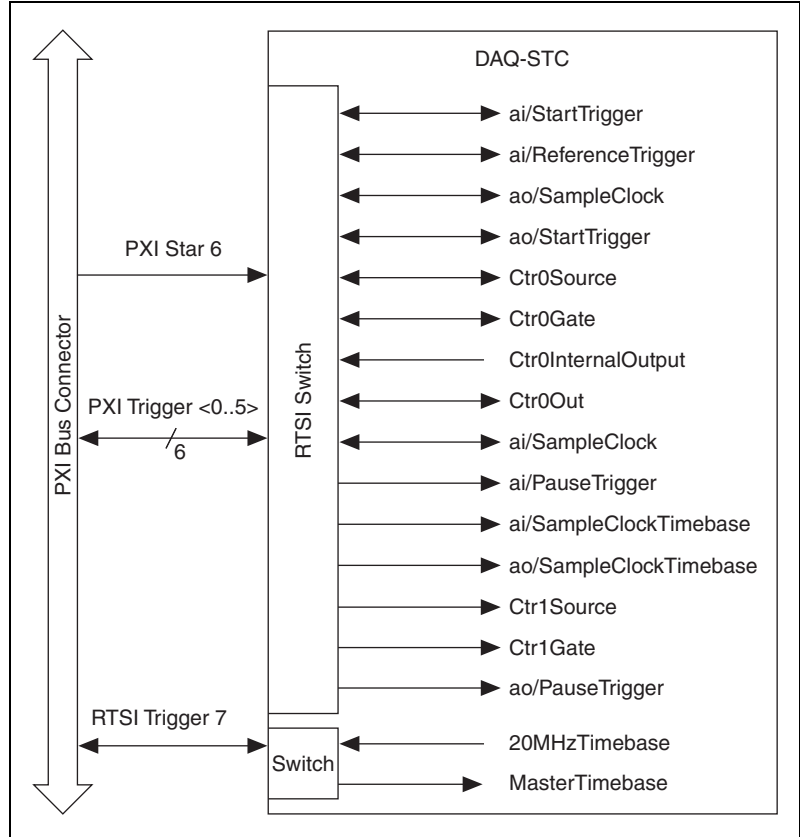 DAQ-STC
ai/StartTrigger
ai/ReferenceTrigger
ao/SampleClock
ao/StartTrigger
PXI Star 6
Ctr0Source
Ctr0Gate
Ctr0InternalOutput
PXI Trigger <0..5>
6
Ctr0Out
ai/SampleClock
ai/PauseTrigger
ai/SampleClockTimebase
ao/SampleClockTimebase
Ctr1Source
Ctr1Gate
ao/PauseTrigger
PXI Bus Connector
RTSI Switch
RTSI Trigger 7
Switch
20MHzTimebase
MasterTimebase